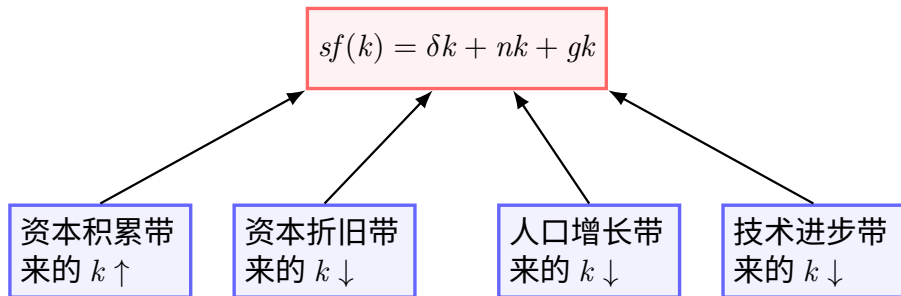 sf(k) = δk + nk + gk
资本积累带
来的 k ↑
资本折旧带
来的 k ↓
人口增长带
来的 k ↓
技术进步带
来的 k ↓